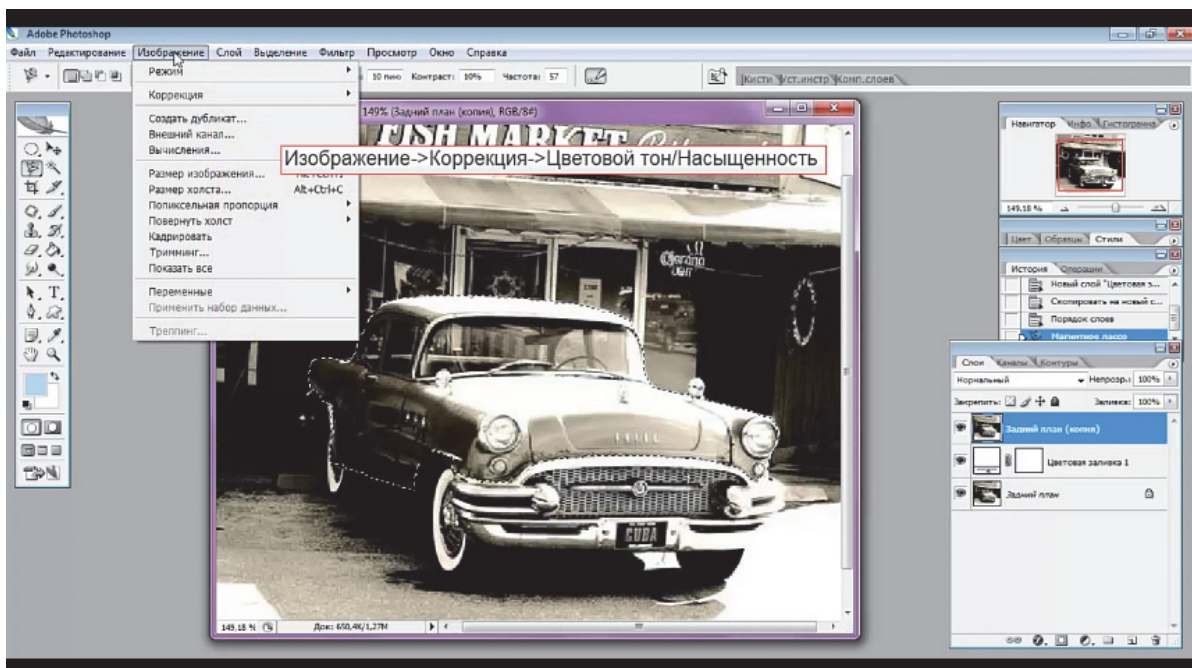 Adobe Photoshop
Файл Редактирование Изображение Слой Выделение Фильтр Просмотр Окно Справка
10 пикс Контраст: 10% Частота: 57
Кисти Уст.инстр Комп.слоев
Режим
Коррекция
Создать дубликат...
Внешний канал...
Вычисления...
Размер изображения...
Размер холста... Alt+Ctrl+C
Попиксельная пропорция
Повернуть холст
Кадрировать
Тримминг...
Показать все
Переменные
Применить набор данных...
Треппинг...
149% (Задний план (копия), RGB/8#)
FISH MARKET
Изображение->Коррекция->Цветовой тон/Насыщенность
CUBA
149,18 % Док: 650,4K/1,27M
Навигатор Инфо Гистограмма
149.18 %
Цвет Образцы Стили
История Операции
Новый слой "Цветовая з...
Скопировать на новый с...
Порядок слоев
Магнитное лассо
Слои Каналы Контуры
Нормальный Непрозр.: 100%
Закрепить: Заливка: 100%
Задний план (копия)
Цветовая заливка 1
Задний план